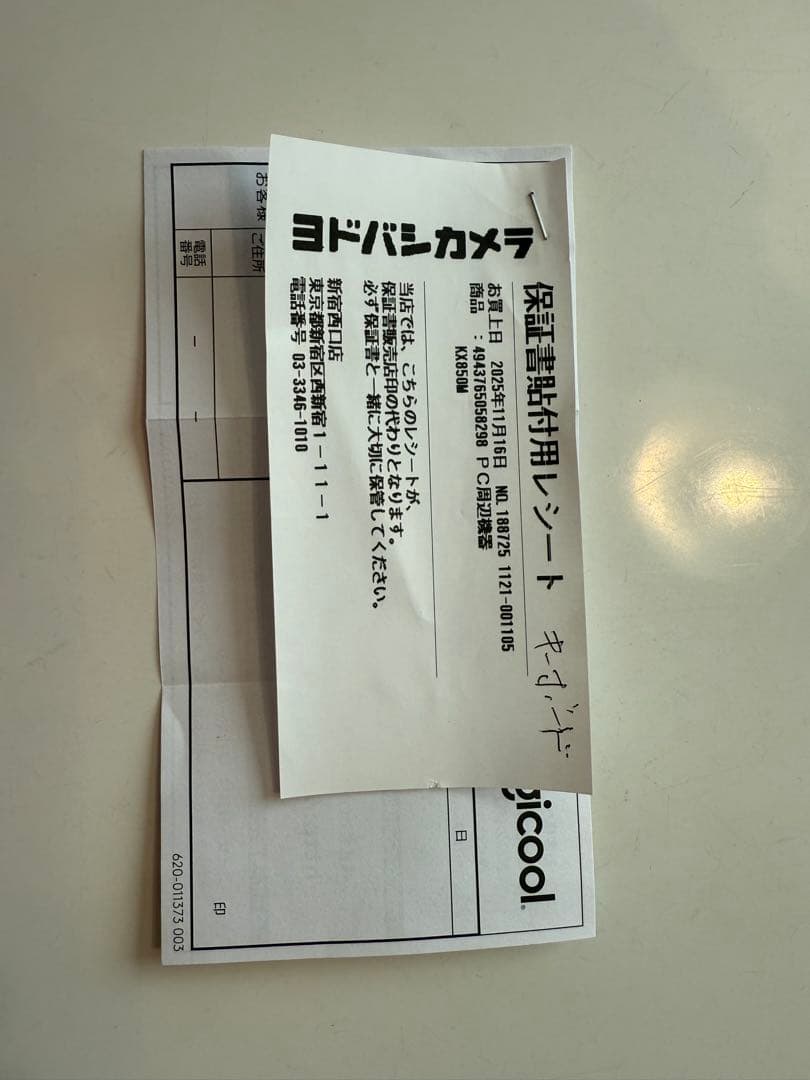 ヨドバシカメラ
保証書貼付用レシート
キーボード
お買上日 2025年11月16日 NO.188725 1121-001105
商品 : 4943765058298 PC周辺機器
KX850M
当店では、こちらのレシートが、
保証書販売店印の代わりとなります。
必ず保証書と一緒に大切に保管してください。
新宿西口店
東京都新宿区西新宿1-11-1
電話番号 03-3346-1010
gicool
日
お客様
ご住所
電話
番号
- -
印
620-011373 003